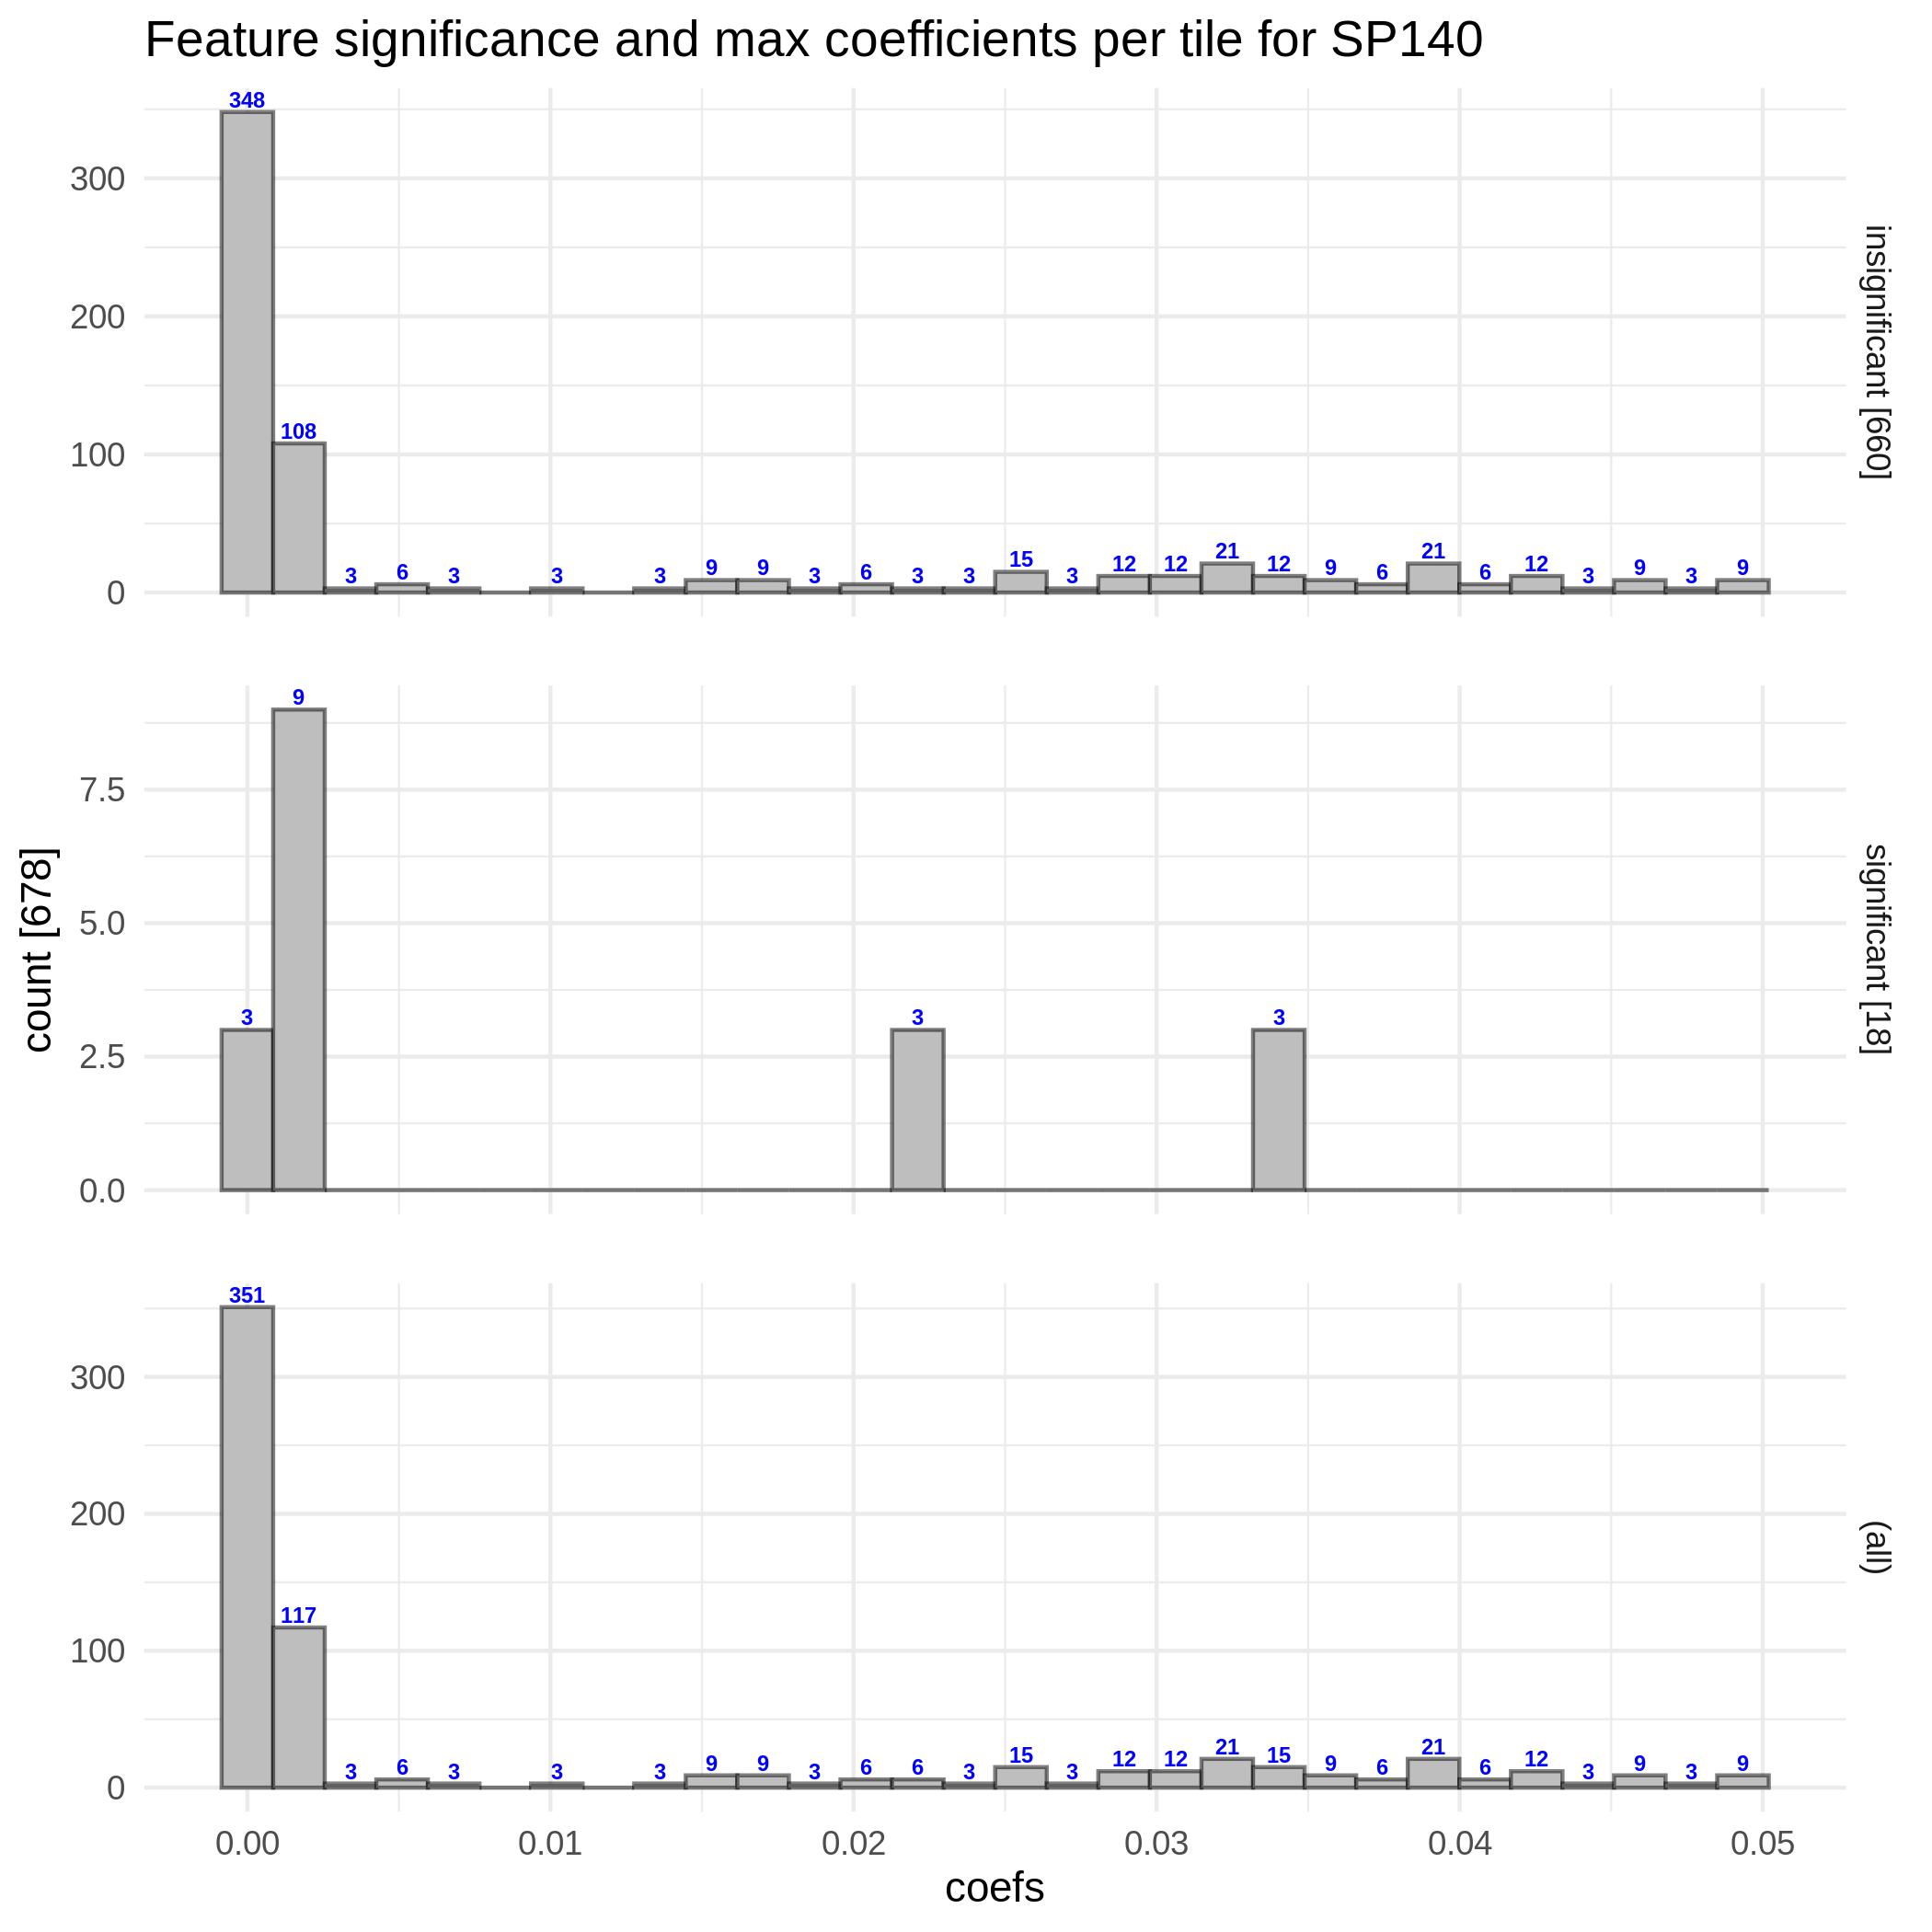 Feature significance and max coefficients per tile for SP140
348
300
200
100
0
108
3 6 3 3 3 9 9 3 6 3 3 15 3 12 12 21 12 9 6 21 6 12 3 9 3 9
insignificant [660]
count [678]
9
7.5
5.0
2.5
0.0
3 3 3
significant [18]
351
300
200
100
0
117
3 6 3 3 3 9 9 3 6 6 3 15 3 12 12 21 15 9 6 21 6 12 3 9 3 9
(all)
0.00 0.01 0.02 0.03 0.04 0.05
coefs